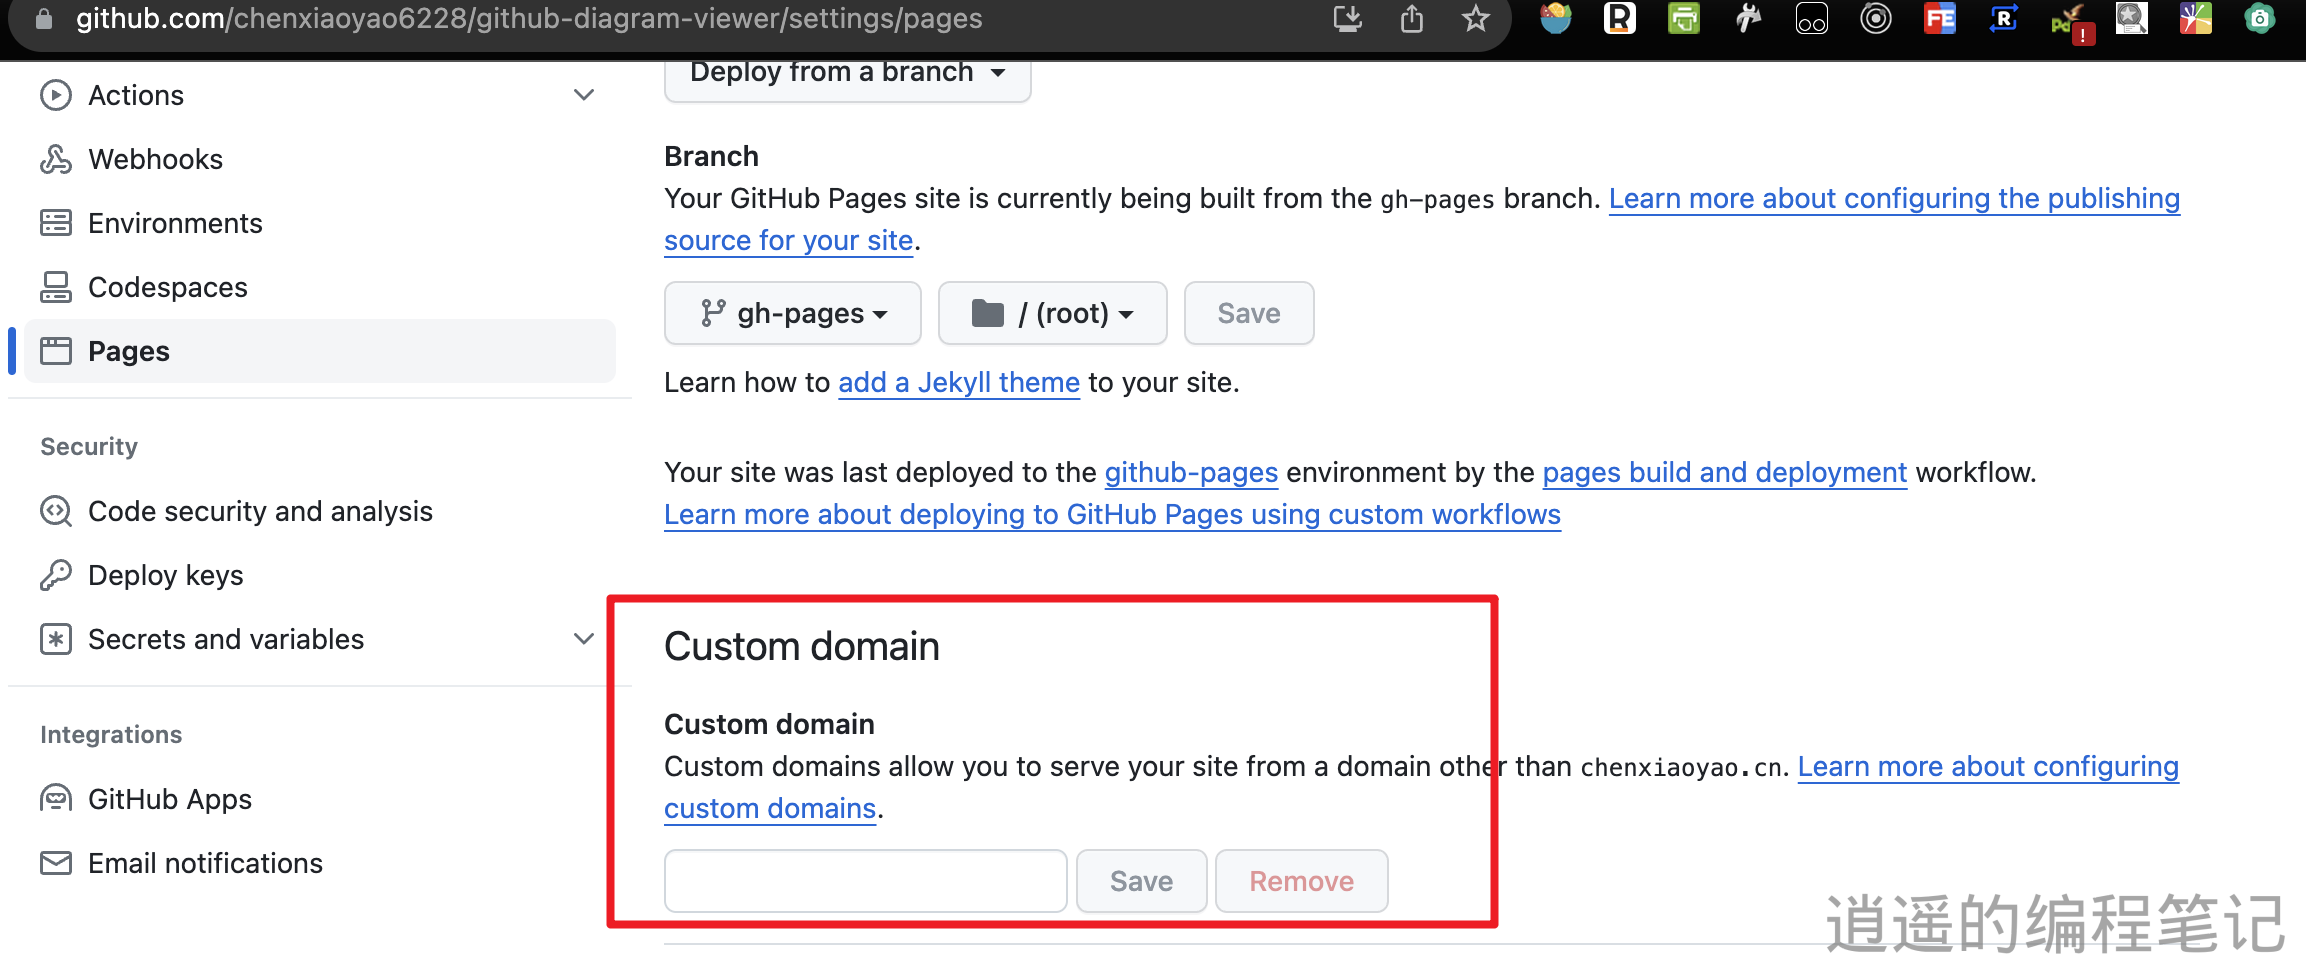 github.com/chenxiaoyao6228/github-diagram-viewer/settings/pages
Actions
Webhooks
Environments
Codespaces
Pages
Security
Code security and analysis
Deploy keys
Secrets and variables
Integrations
GitHub Apps
Email notifications
Deploy from a branch
Branch
Your GitHub Pages site is currently being built from the gh-pages branch. Learn more about configuring the publishing
source for your site.
gh-pages
/ (root)
Save
Learn how to add a Jekyll theme to your site.
Your site was last deployed to the github-pages environment by the pages build and deployment workflow.
Learn more about deploying to GitHub Pages using custom workflows
Custom domain
Custom domain
Custom domains allow you to serve your site from a domain other than chenxiaoyao.cn. Learn more about configuring
custom domains.
Save
Remove
逍遥的编程笔记